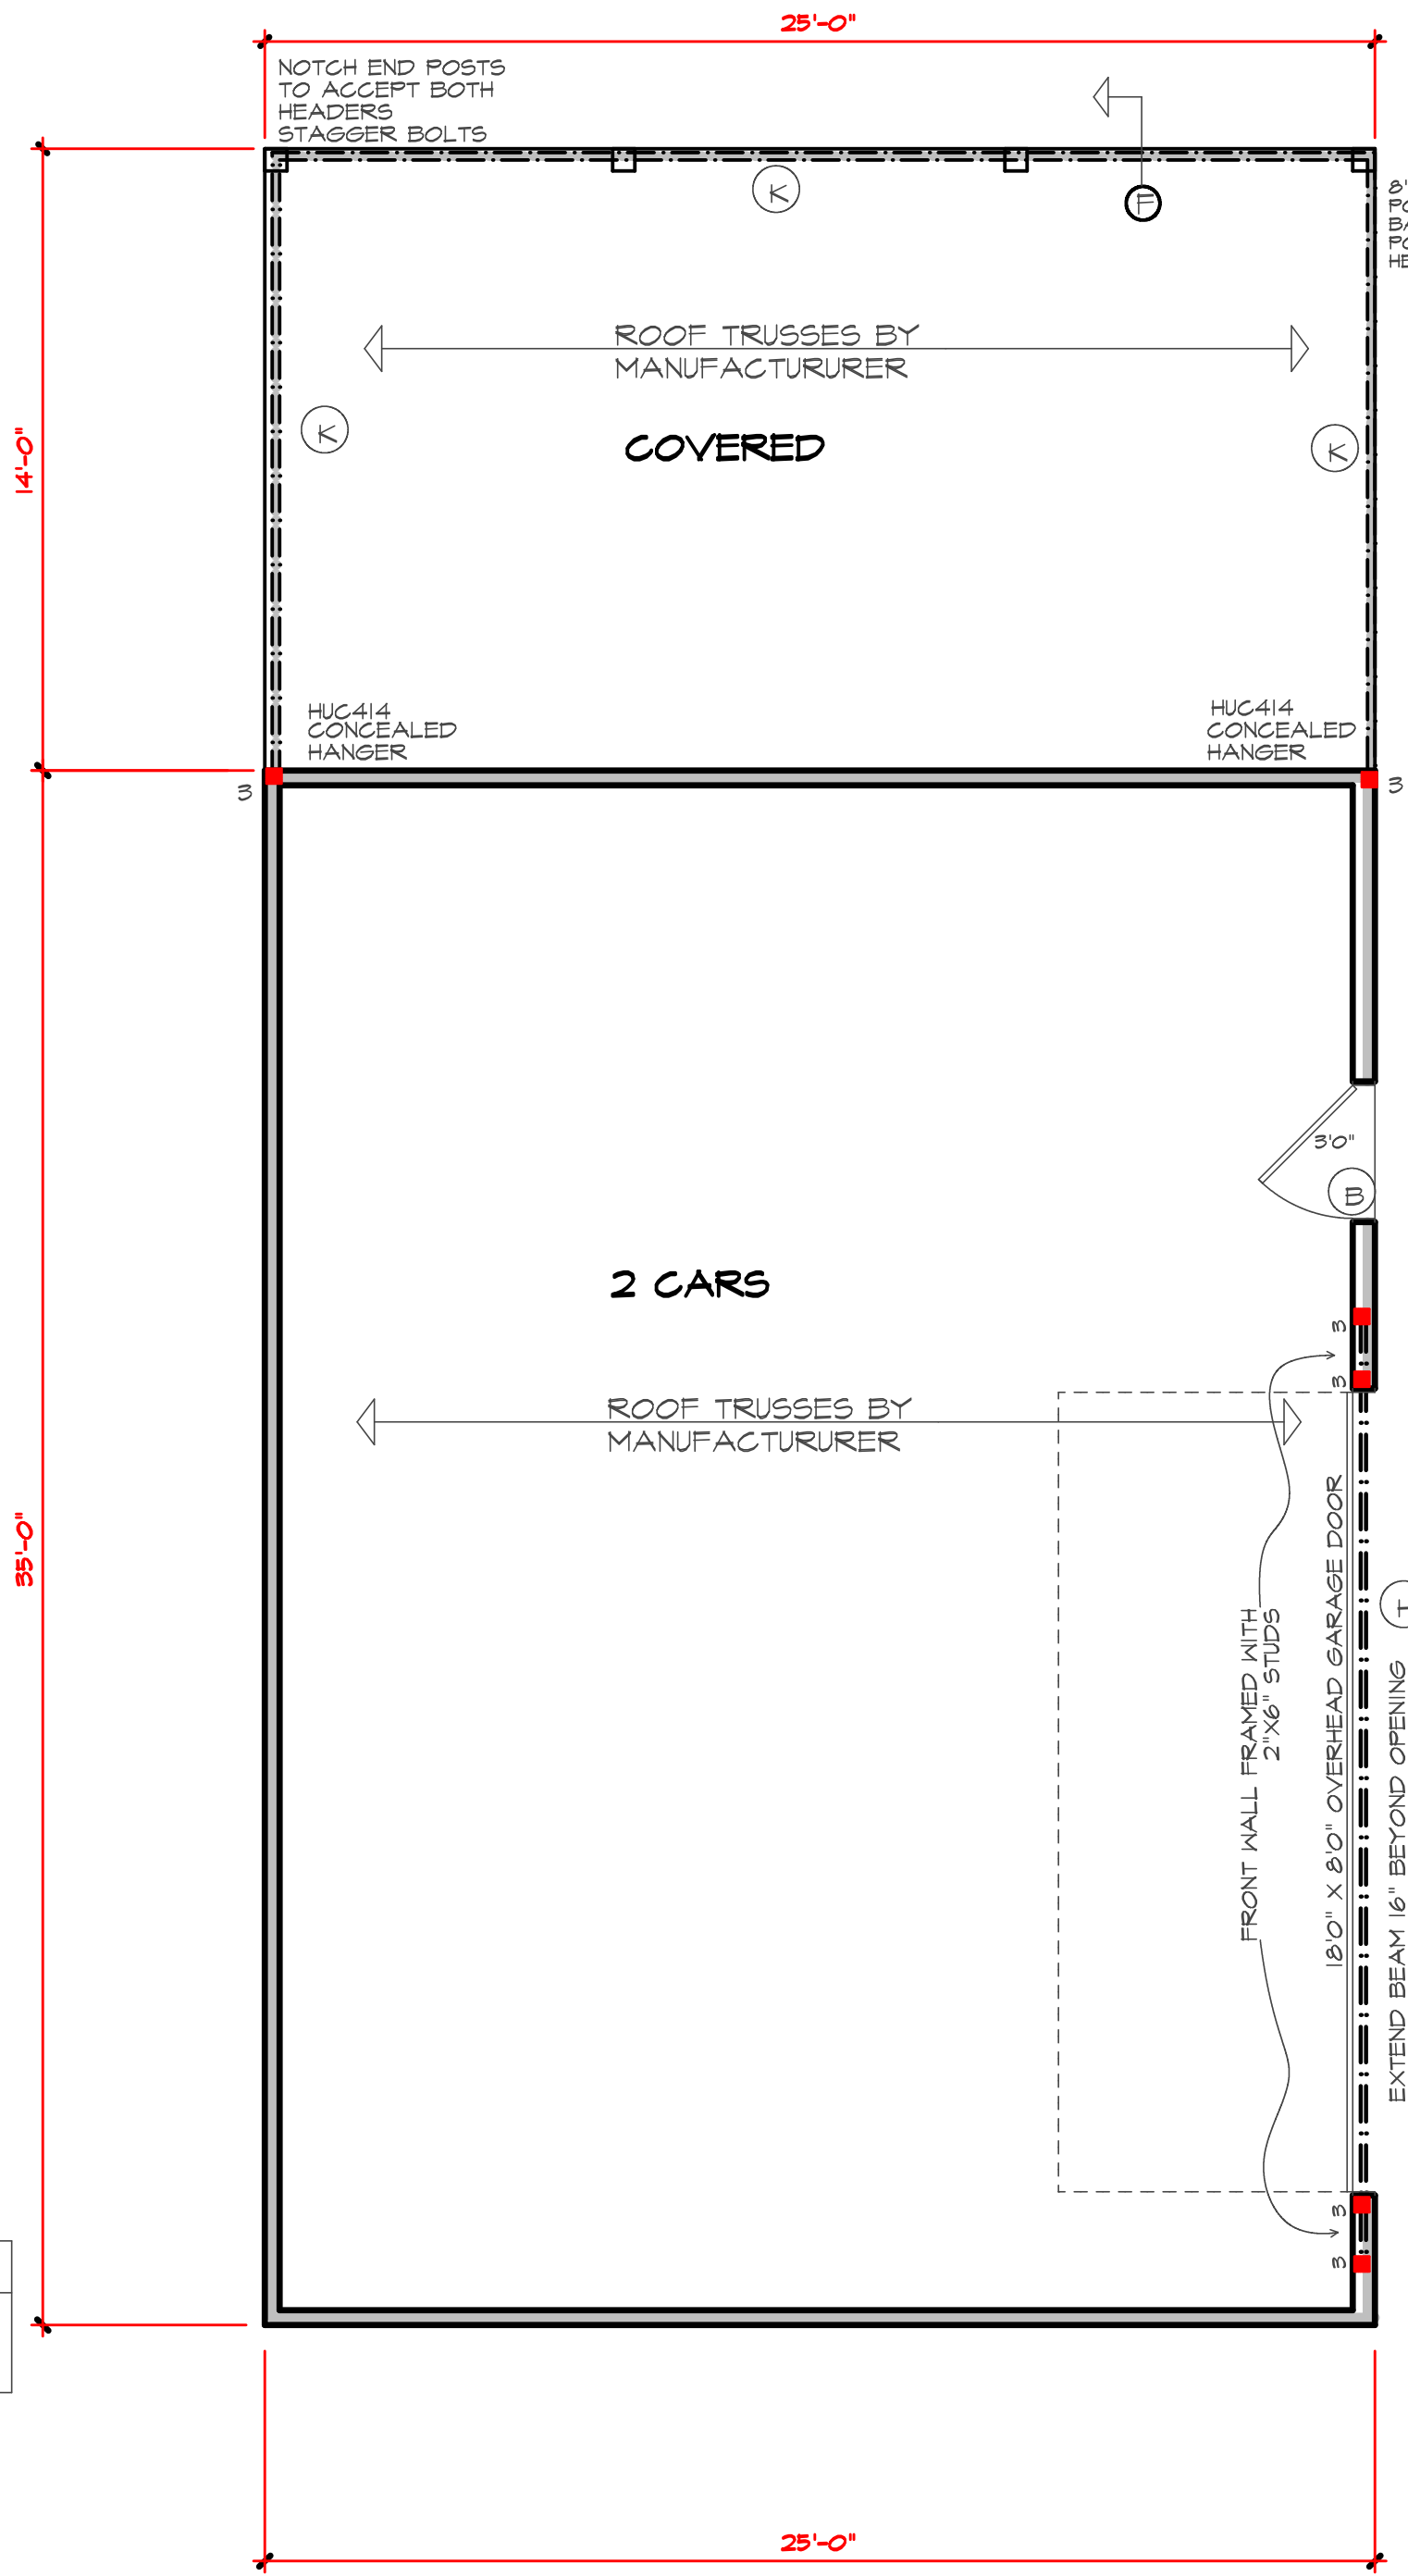 25'-0"
NOTCH END POSTS
TO ACCEPT BOTH
HEADERS
STAGGER BOLTS
K
F
ROOF TRUSSES BY
MANUFACTURURER
COVERED
K
K
14'-0"
HUC414
CONCEALED
HANGER
HUC414
CONCEALED
HANGER
3
3
3'0"
B
2 CARS
3
3
ROOF TRUSSES BY
MANUFACTURURER
35'-0"
FRONT WALL FRAMED WITH
2"X6" STUDS
18'0" X 8'0" OVERHEAD GARAGE DOOR
EXTEND BEAM 16" BEYOND OPENING
3
3
25'-0"